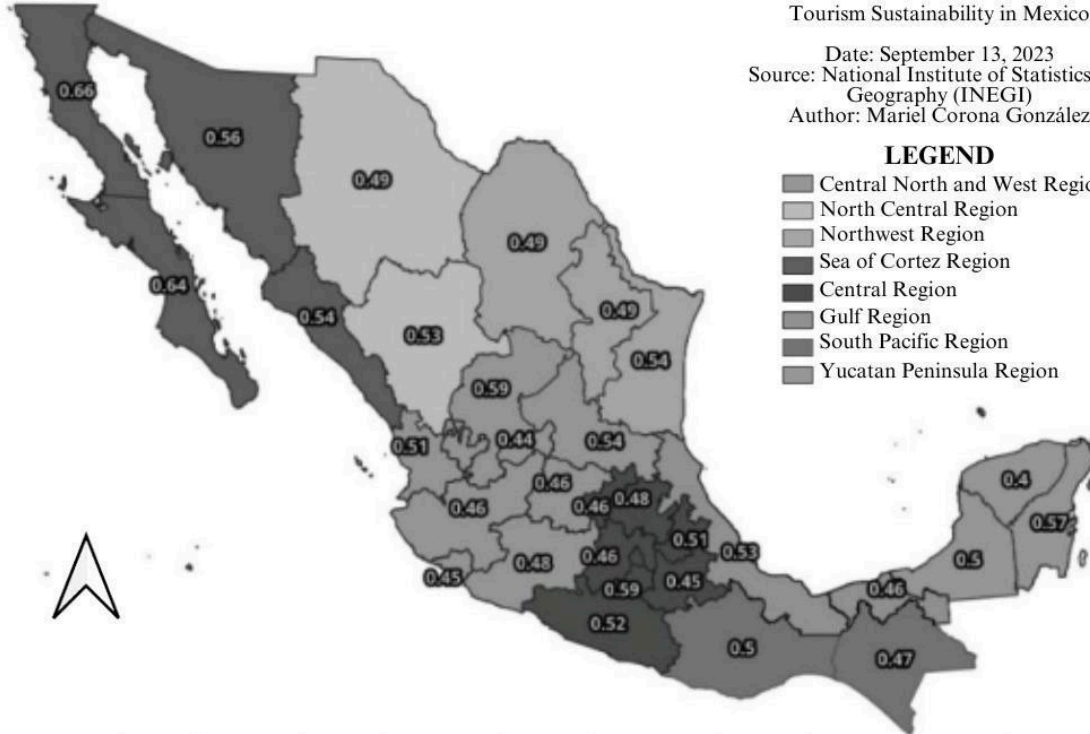 Tourism Sustainability in Mexico
Date: September 13, 2023
Source: National Institute of Statistics
Geography (INEGI)
Author: Mariel Corona González
LEGEND
Central North and West Regio
North Central Region
Northwest Region
Sea of Cortez Region
Central Region
Gulf Region
South Pacific Region
Yucatan Peninsula Region
0.66
0.56
0.49
0.49
0.64
0.54
0.49
0.53
0.54
0.59
0.51
0.44
0.54
0.46
0.46
0.46
0.48
0.4
0.51
0.57
0.45
0.48
0.46
0.53
0.5
0.59
0.45
0.46
0.52
0.5
0.47